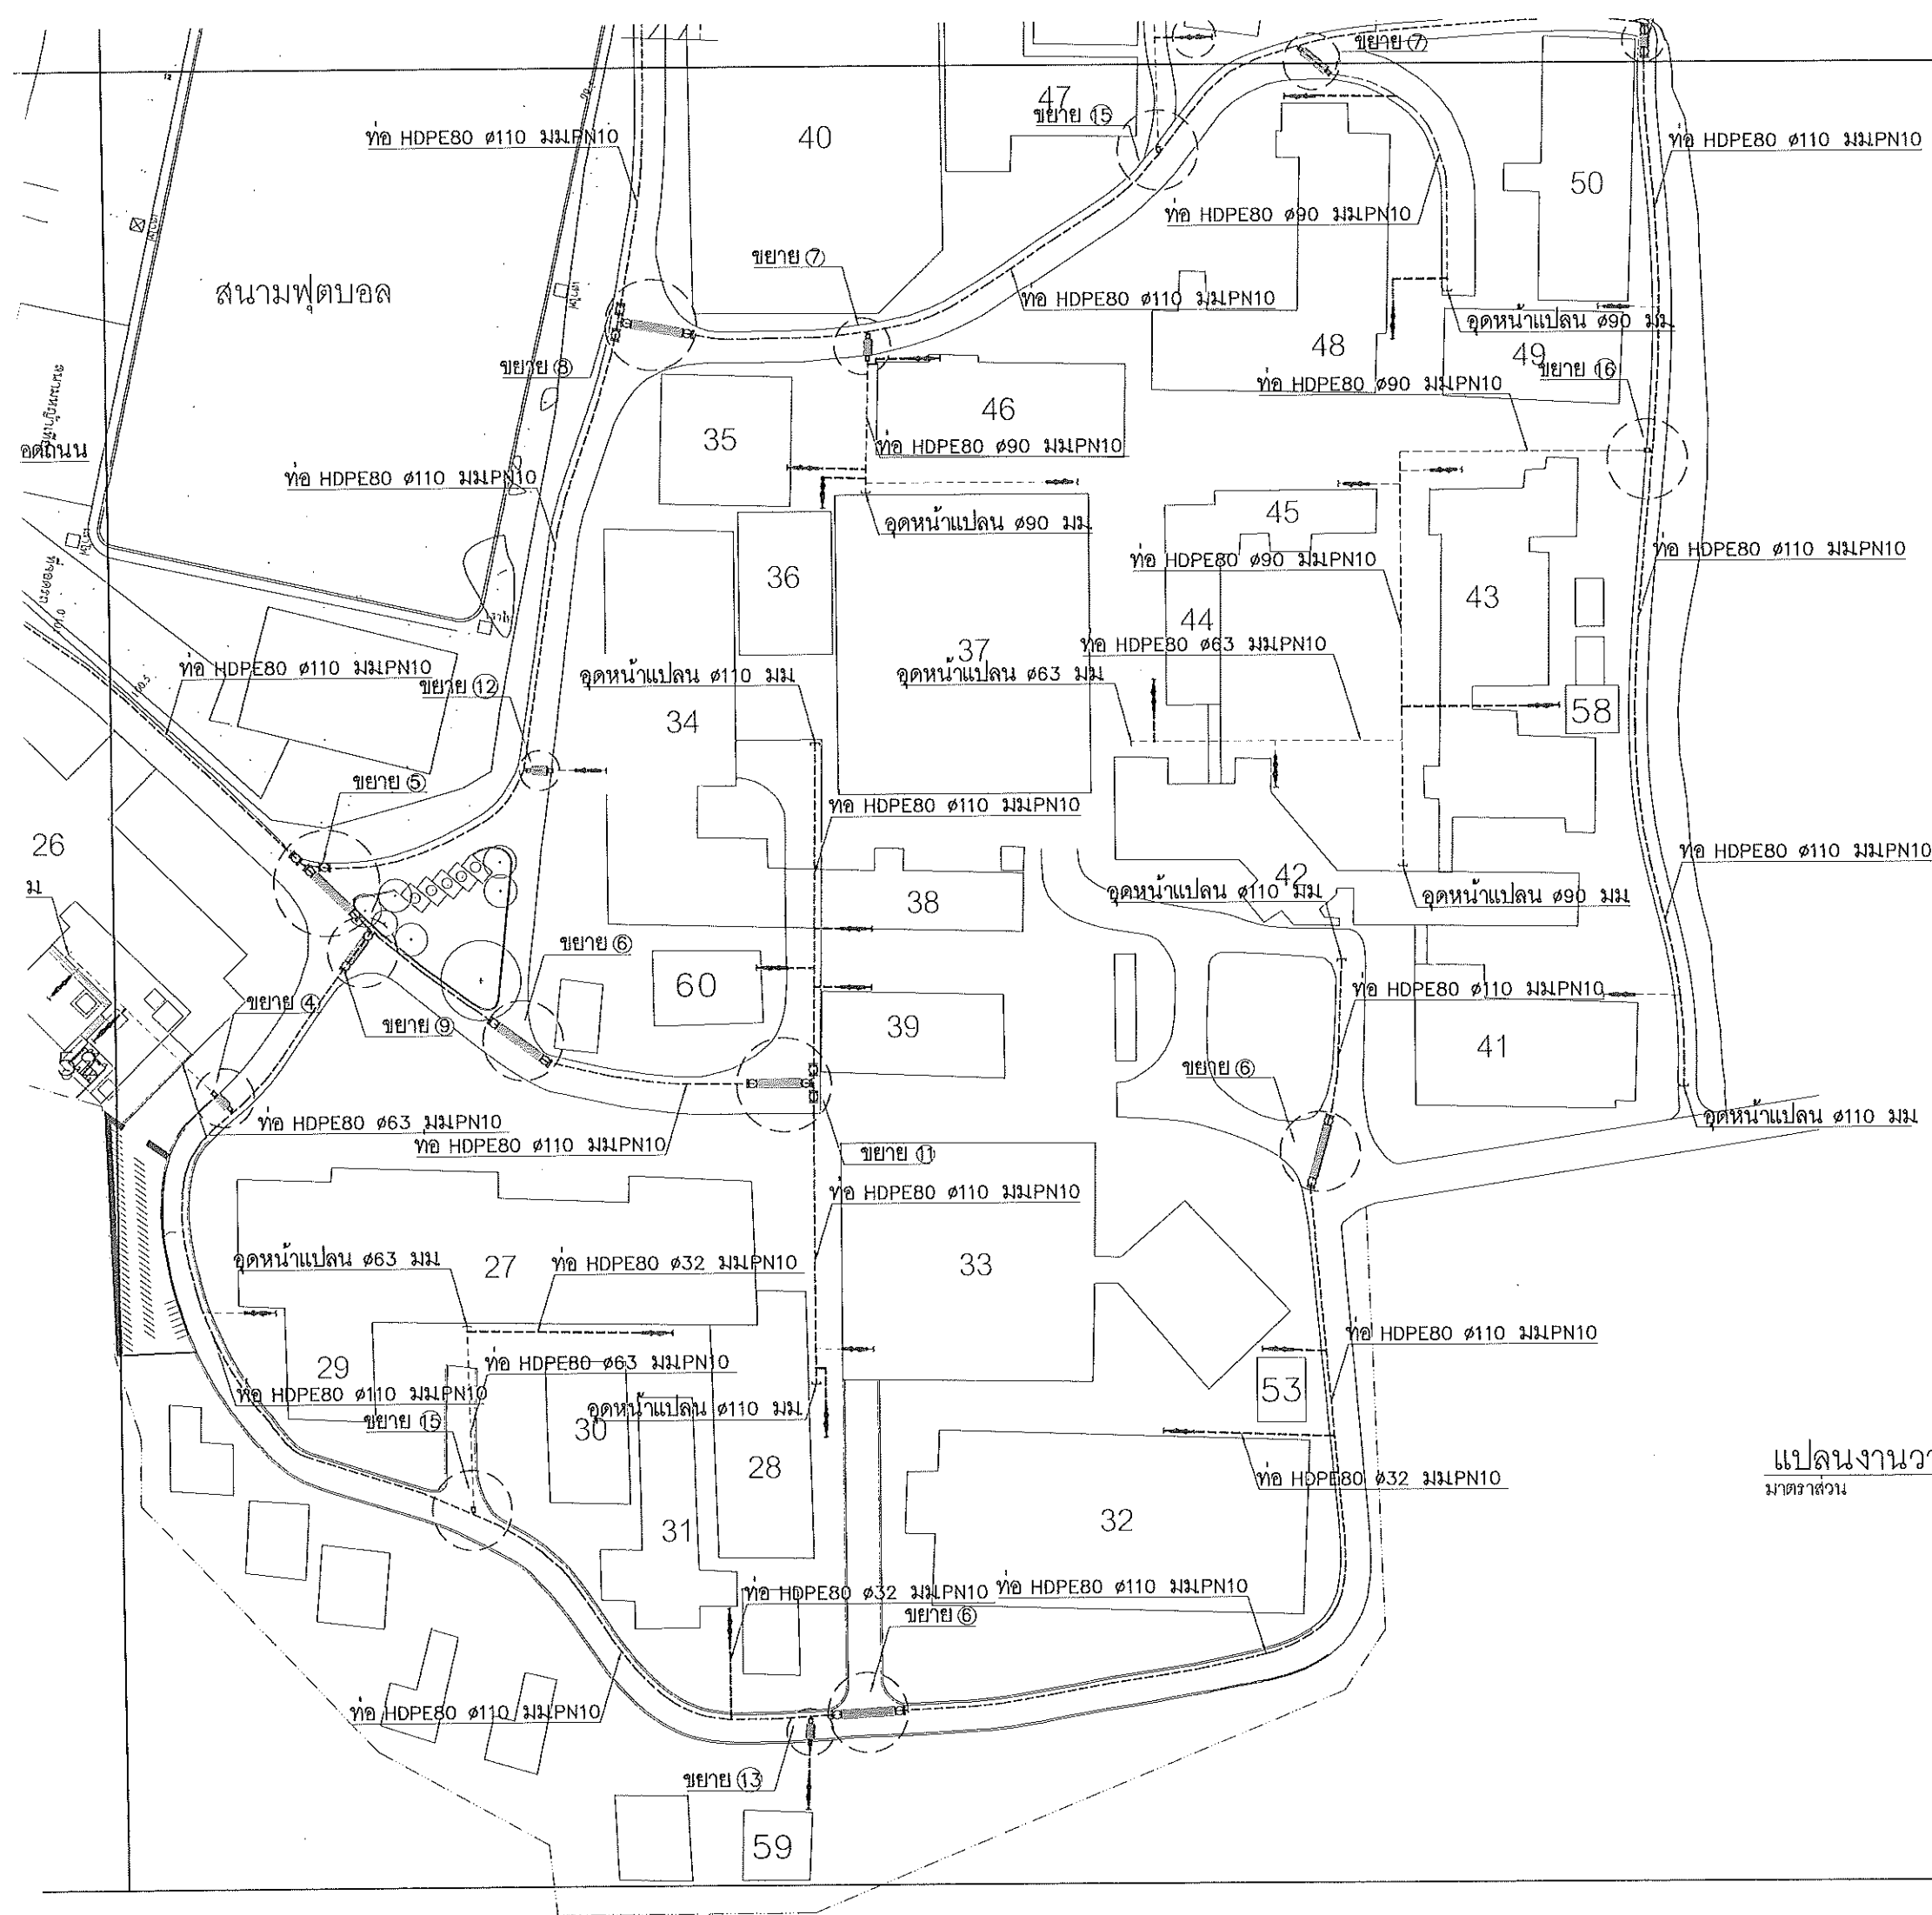 ขยาย ⑦
47
ขยาย ⑮
ท่อ HDPE80 ø110 มม.PN10
40
ท่อ HDPE80 ø110 มม.PN10
50
ท่อ HDPE80 ø90 มม.PN10
ขยาย ⑦
สนามฟุตบอล
ท่อ HDPE80 ø110 มม.PN10
อุดหน้าแปลน ø90 มม.
48
49
ขยาย ⑧
ขยาย ⑯
ท่อ HDPE80 ø90 มม.PN10
46
35
ท่อ HDPE80 ø90 มม.PN10
ท่อ HDPE80 ø110 มม.PN10
45
อุดหน้าแปลน ø90 มม.
ท่อ HDPE80 ø110 มม.PN10
ท่อ HDPE80 ø90 มม.PN10
36
43
44
37
ท่อ HDPE80 ø63 มม.PN10
ท่อ HDPE80 ø110 มม.PN10
ขยาย ⑫
อุดหน้าแปลน ø110 มม.
อุดหน้าแปลน ø63 มม.
58
34
ขยาย ⑤
ท่อ HDPE80 ø110 มม.PN10
26
ท่อ HDPE80 ø110 มม.PN10
42
อุดหน้าแปลน ø110 มม.
อุดหน้าแปลน ø90 มม.
38
ขยาย ⑥
60
ท่อ HDPE80 ø110 มม.PN10
ขยาย ④
ขยาย ⑨
39
41
ขยาย ⑥
ท่อ HDPE80 ø63 มม.PN10
อุดหน้าแปลน ø110 มม.
ท่อ HDPE80 ø110 มม.PN10
ขยาย ⑪
ท่อ HDPE80 ø110 มม.PN10
อุดหน้าแปลน ø63 มม.
27
ท่อ HDPE80 ø32 มม.PN10
33
ท่อ HDPE80 ø110 มม.PN10
29
ท่อ HDPE80 ø63 มม.PN10
53
ท่อ HDPE80 ø110 มม.PN10
อุดหน้าแปลน ø110 มม.
ขยาย ⑮
30
28
แปลนงานวา
มาตราส่วน
ท่อ HDPE80 ø32 มม.PN10
31
32
ท่อ HDPE80 ø32 มม.PN10
ท่อ HDPE80 ø110 มม.PN10
ขยาย ⑥
ท่อ HDPE80 ø110 มม.PN10
ขยาย ⑬
59